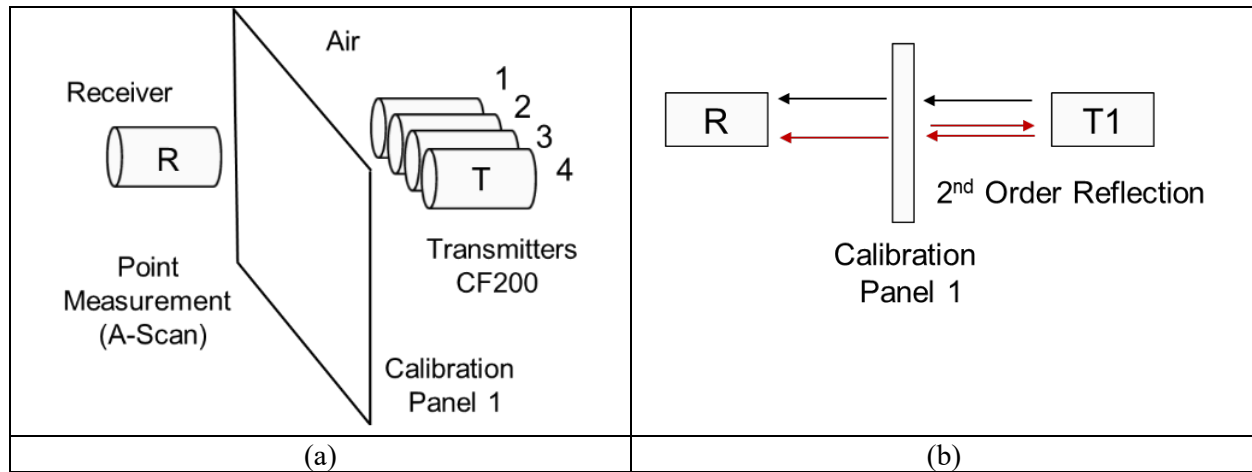 Air
Receiver
R
1
2
3
4
T
Point
Measurement
(A-Scan)
Transmitters
CF200
Calibration
Panel 1
(a)
R
T1
2nd Order Reflection
Calibration
Panel 1
(b)